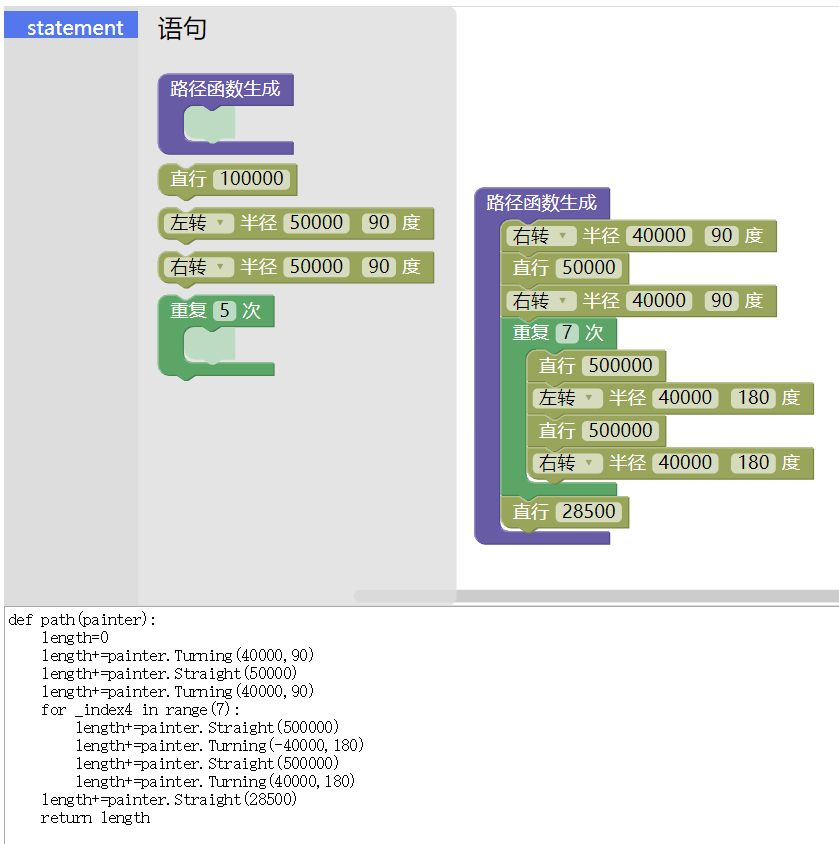 statement
语句
路径函数生成
直行 100000
左转 半径 50000 90 度
右转 半径 50000 90 度
重复 5 次
路径函数生成
右转 半径 40000 90 度
直行 50000
右转 半径 40000 90 度
重复 7 次
直行 500000
左转 半径 40000 180 度
直行 500000
右转 半径 40000 180 度
直行 28500
def path(painter):
    length=0
    length+=painter.Turning(40000,90)
    length+=painter.Straight(50000)
    length+=painter.Turning(40000,90)
    for _index4 in range(7):
        length+=painter.Straight(500000)
        length+=painter.Turning(-40000,180)
        length+=painter.Straight(500000)
        length+=painter.Turning(40000,180)
    length+=painter.Straight(28500)
    return length